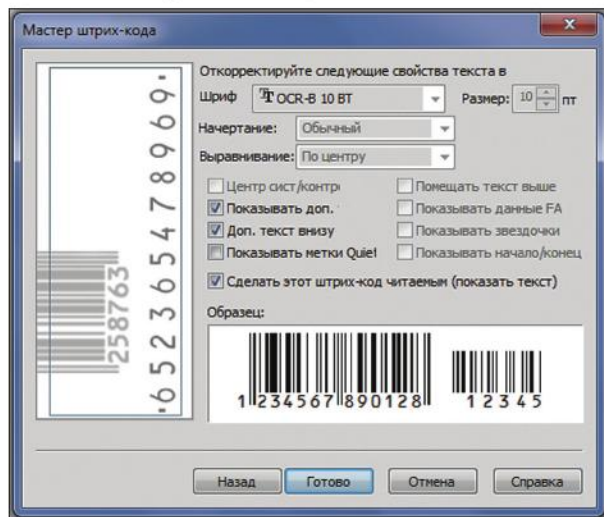 Мастер штрих-кода
Откорректируйте следующие свойства текста в
Шриф OCR-B 10 BT Размер: 10 пт
Начертание: Обычный
Выравнивание: По центру
Центр сист/контр Помещать текст выше
Показывать доп. Показывать данные FA
Доп. текст внизу Показывать звездочки
Показывать метки Quiet Показывать начало/конец
Сделать этот штрих-код читаемым (показать текст)
Образец:
1 234567 890128 12345
258763
·652365478969·
Назад Готово Отмена Справка